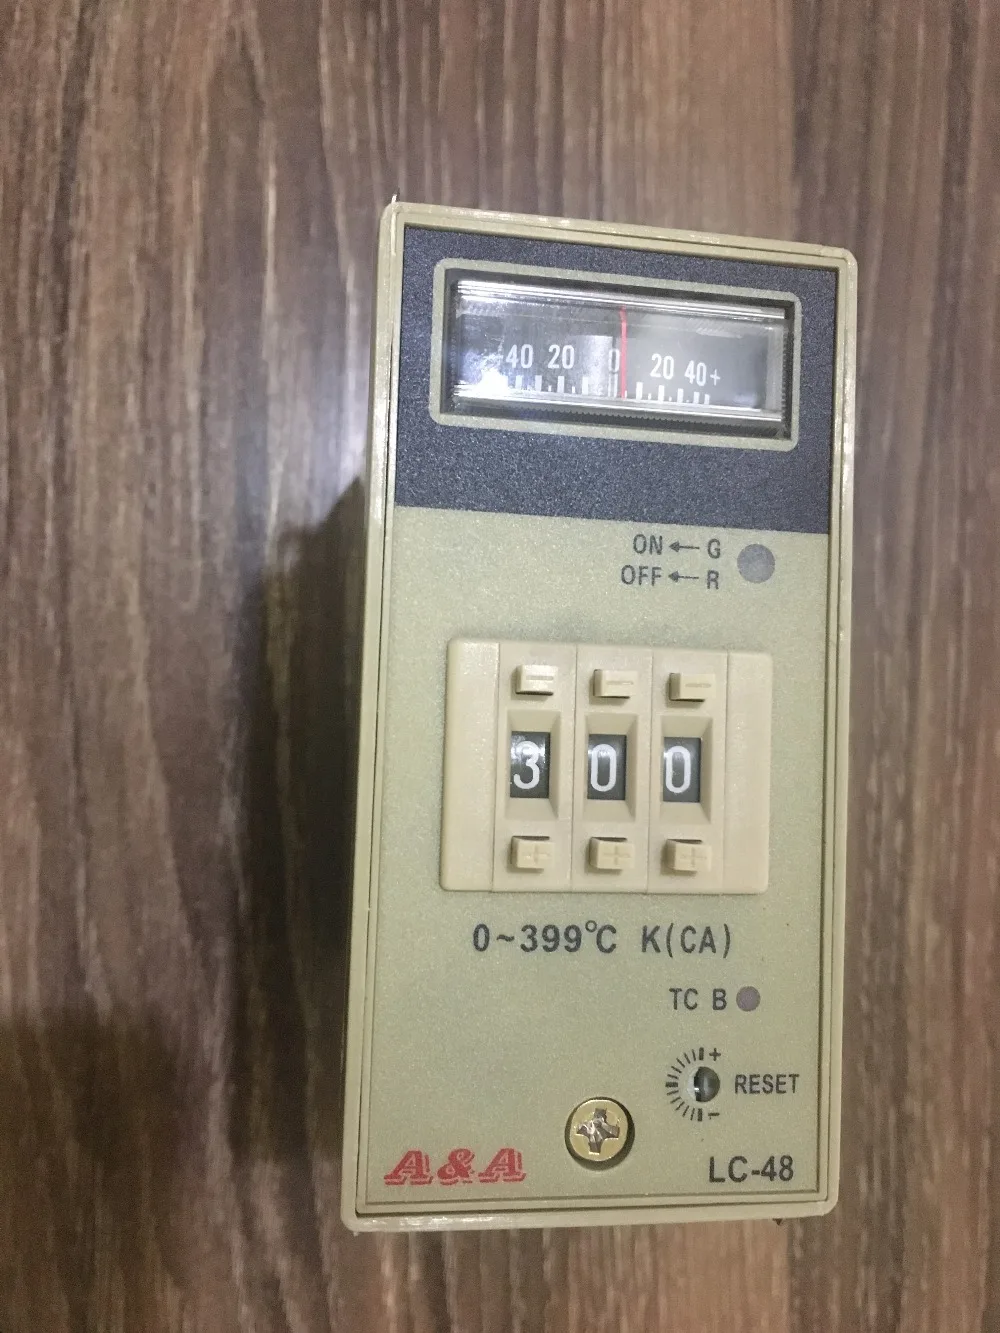 -40 20 0 20 40+
ON ← G
OFF ← R
- - -
3 0 0
+ + +
0~399°C K(CA)
TC B
+
RESET
-
A&A
LC-48